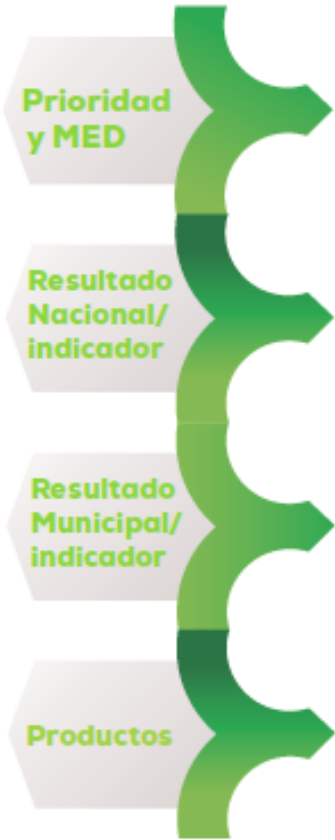 Prioridad
y MED
Resultado
Nacional/
indicador
Resultado
Municipal/
indicador
Productos